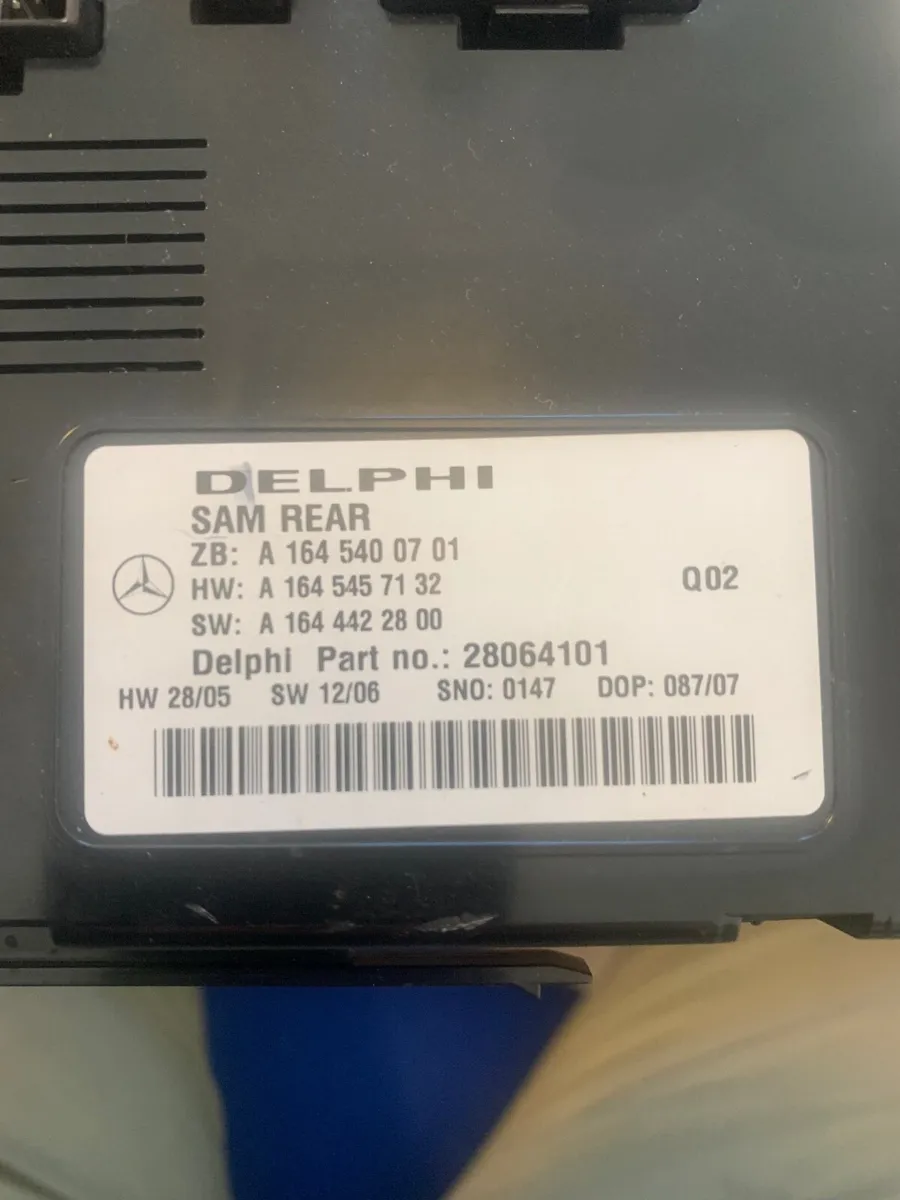 DELPHI
SAM REAR
ZB: A 164 540 07 01
HW: A 164 545 71 32
Q02
SW: A 164 442 28 00
Delphi Part no.: 28064101
HW 28/05 SW 12/06 SNO: 0147 DOP: 087/07